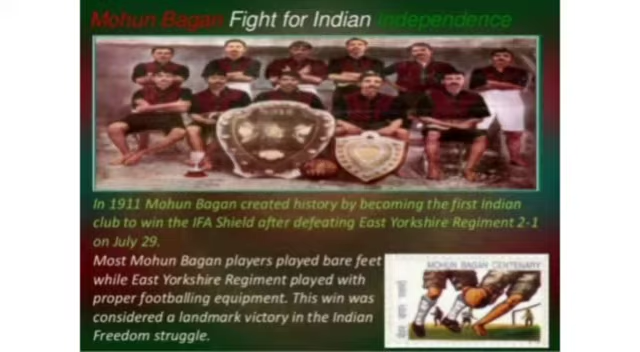 Mohun Bagan Fight for Indian Independence
In 1911 Mohun Bagan created history by becoming the first Indian
club to win the IFA Shield after defeating East Yorkshire Regiment 2-1
on July 29.
Most Mohun Bagan players played bare feet
while East Yorkshire Regiment played with
proper footballing equipment. This win was
considered a landmark victory in the Indian
Freedom struggle.
MOHUN BAGAN CENTENARY